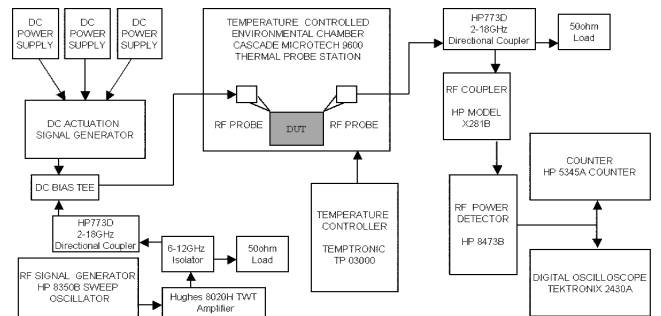 DC
POWER
SUPPLY
DC
POWER
SUPPLY
DC
POWER
SUPPLY
DC ACTUATION
SIGNAL GENERATOR
DC BIAS TEE
HP773D
2-18GHz
Directional Coupler
6-12GHz
Isolator
50ohm
Load
RF SIGNAL GENERATOR
HP 8350B SWEEP
OSCILLATOR
Hughes 8020H TWT
Amplifier
TEMPERATURE CONTROLLED
ENVIRONMENTAL CHAMBER
CASCADE MICROTECH 9600
THERMAL PROBE STATION
RF PROBE
DUT
RF PROBE
TEMPERATURE
CONTROLLER
TEMPTRONIC
TP 03000
HP773D
2-18GHz
Directional Coupler
50ohm
Load
RF COUPLER
HP MODEL
X281B
RF POWER
DETECTOR
HP 8473B
COUNTER
HP 5345A COUNTER
DIGITAL OSCILLOSCOPE
TEKTRONIX 2430A